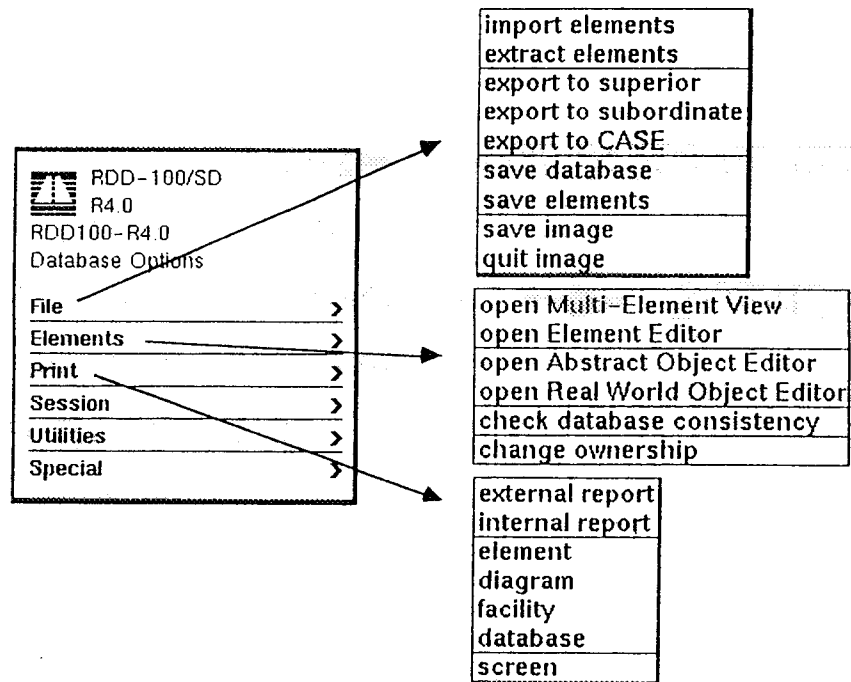 RDD-100/SD
R4.0
RDD100-R4.0
Database Options
File
Elements
Print
Session
Utilities
Special
import elements
extract elements
export to superior
export to subordinate
export to CASE
save database
save elements
save image
quit image
open Multi-Element View
open Element Editor
open Abstract Object Editor
open Real World Object Editor
check database consistency
change ownership
external report
internal report
element
diagram
facility
database
screen